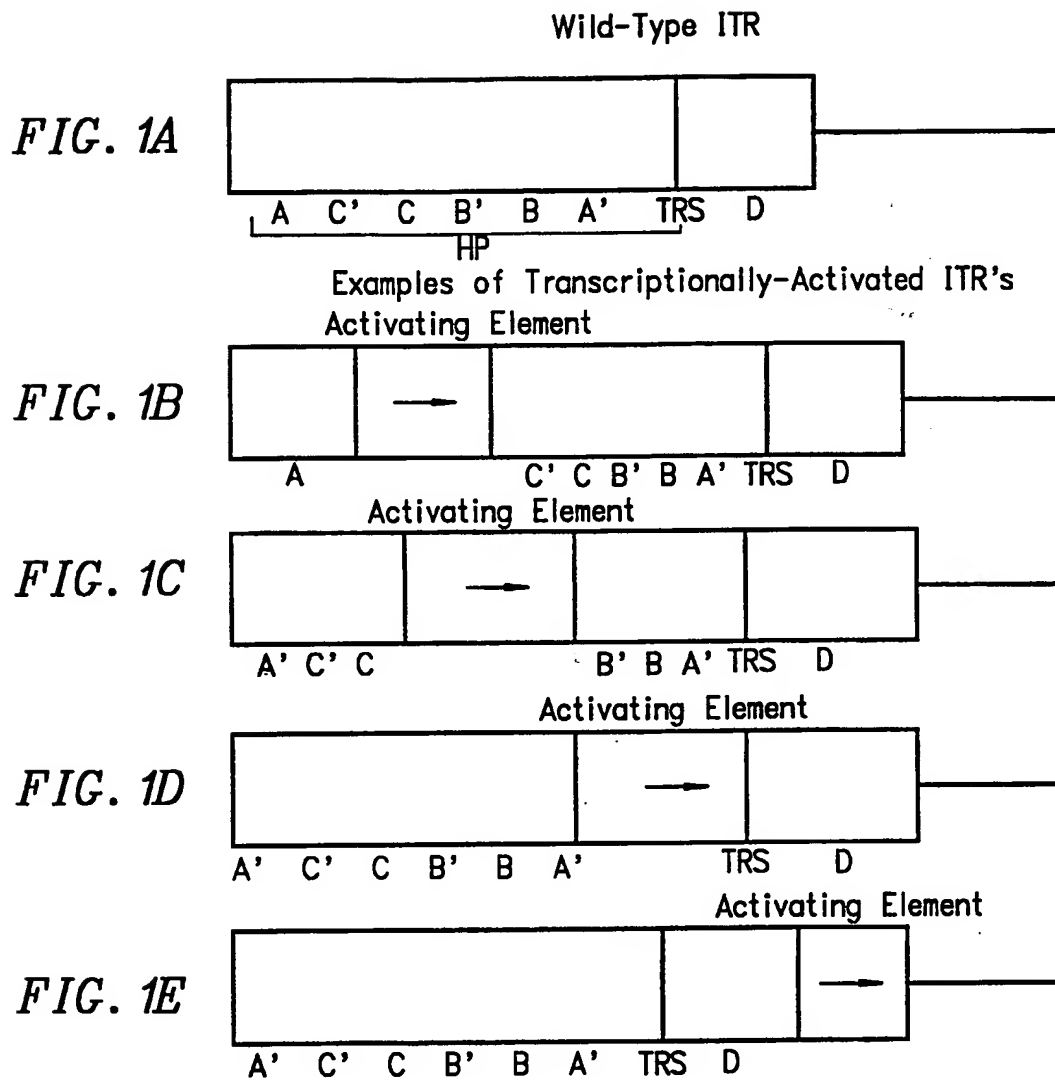 Wild-Type ITR
FIG. 1A
A C' C B' B A' TRS D
HP
Examples of Transcriptionally-Activated ITR's
Activating Element
FIG. 1B
A C' C B' B A' TRS D
Activating Element
FIG. 1C
A' C' C B' B A' TRS D
Activating Element
FIG. 1D
A' C' C B' B A' TRS D
Activating Element
FIG. 1E
A' C' C B' B A' TRS D